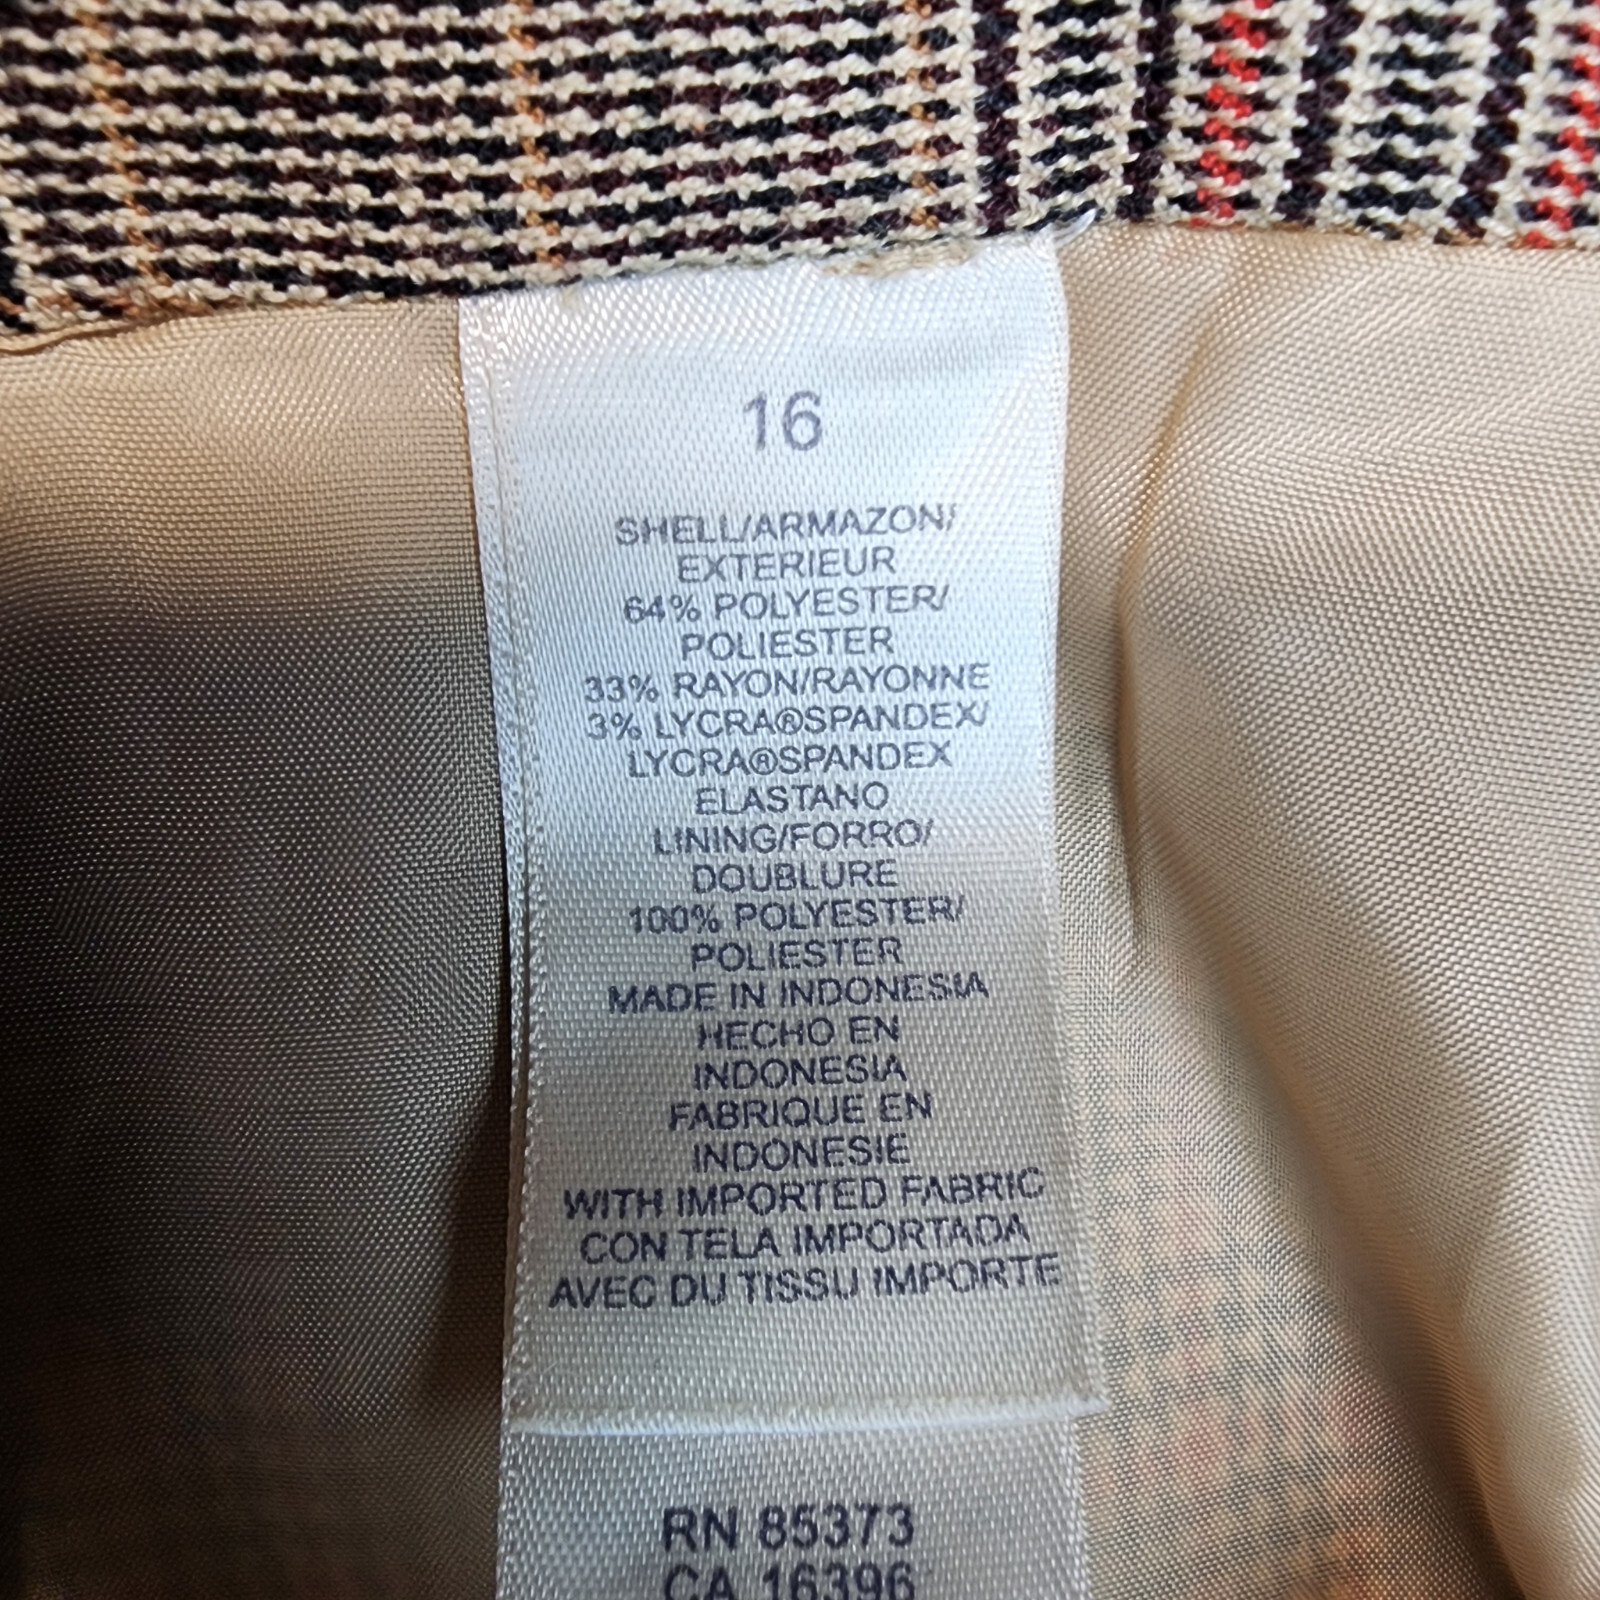 16
SHELL/ARMAZON/
EXTERIEUR
64% POLYESTER/
POLIESTER
33% RAYON/RAYONNE
3% LYCRA®SPANDEX/
LYCRA®SPANDEX
ELASTANO
LINING/FORRO/
DOUBLURE
100% POLYESTER/
POLIESTER
MADE IN INDONESIA
HECHO EN
INDONESIA
FABRIQUE EN
INDONESIE
WITH IMPORTED FABRIC
CON TELA IMPORTADA
AVEC DU TISSU IMPORTE
RN 85373
CA 16396